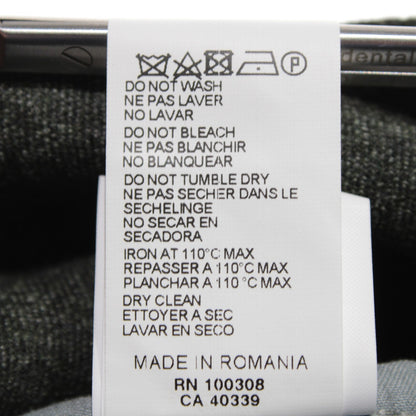 dental
P
DO NOT WASH
NE PAS LAVER
NO LAVAR
DO NOT BLEACH
NE PAS BLANCHIR
NO BLANQUEAR
DO NOT TUMBLE DRY
NE PAS SECHER DANS LE
SECHELINGE
NO SECAR EN
SECADORA
IRON AT 110°C MAX
REPASSER A 110°C MAX
PLANCHAR A 110°C MAX
DRY CLEAN
ETTOYER A SEC
LAVAR EN SECO
MADE IN ROMANIA
RN 100308
CA 40339